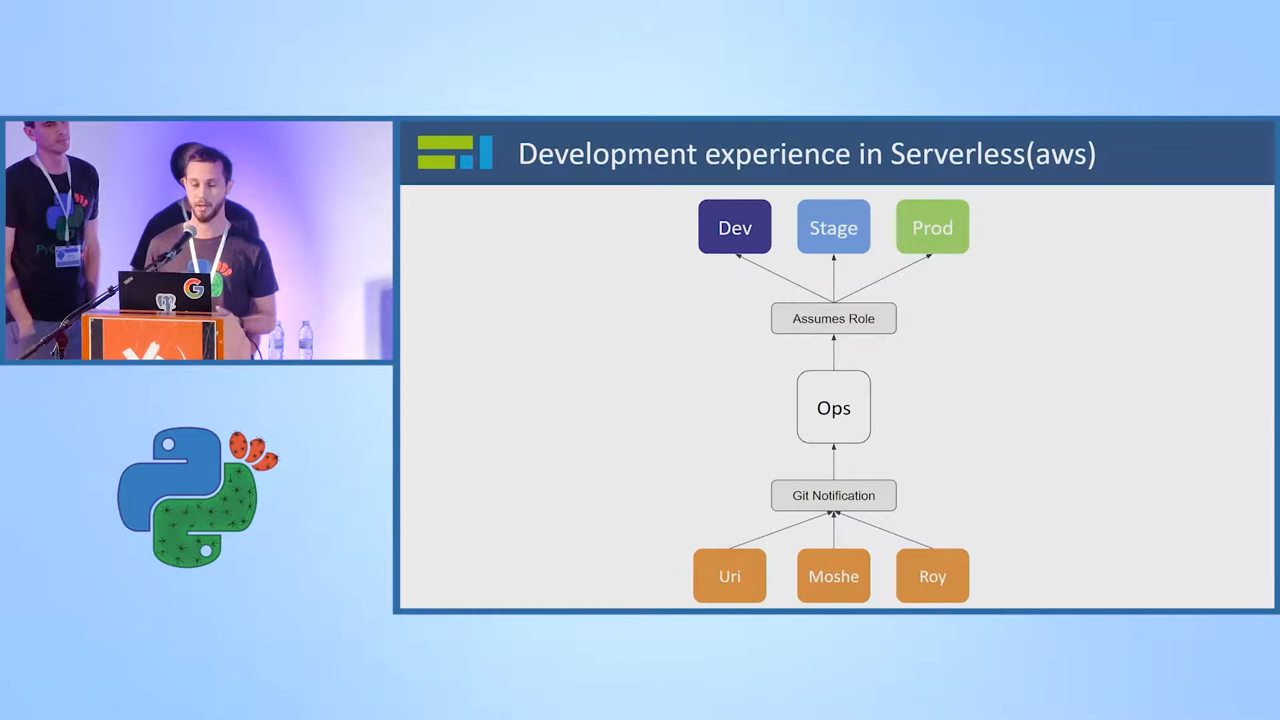 Development experience in Serverless(aws)
Dev
Stage
Prod
Assumes Role
Ops
Git Notification
Uri
Moshe
Roy
G